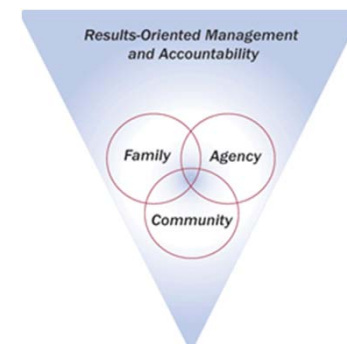 Results-Oriented Management
and Accountability
Family
Agency
Community